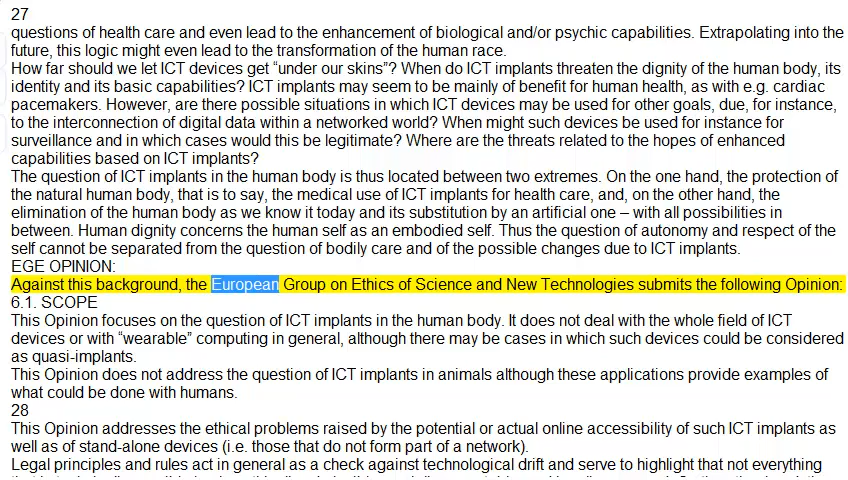 27
questions of health care and even lead to the enhancement of biological and/or psychic capabilities. Extrapolating into the
future, this logic might even lead to the transformation of the human race.
How far should we let ICT devices get “under our skins”? When do ICT implants threaten the dignity of the human body, its
identity and its basic capabilities? ICT implants may seem to be mainly of benefit for human health, as with e.g. cardiac
pacemakers. However, are there possible situations in which ICT devices may be used for other goals, due, for instance,
to the interconnection of digital data within a networked world? When might such devices be used for instance for
surveillance and in which cases would this be legitimate? Where are the threats related to the hopes of enhanced
capabilities based on ICT implants?
The question of ICT implants in the human body is thus located between two extremes. On the one hand, the protection of
the natural human body, that is to say, the medical use of ICT implants for health care, and, on the other hand, the
elimination of the human body as we know it today and its substitution by an artificial one – with all possibilities in
between. Human dignity concerns the human self as an embodied self. Thus the question of autonomy and respect of the
self cannot be separated from the question of bodily care and of the possible changes due to ICT implants.
EGE OPINION:
Against this background, the European Group on Ethics of Science and New Technologies submits the following Opinion:
6.1. SCOPE
This Opinion focuses on the question of ICT implants in the human body. It does not deal with the whole field of ICT
devices or with “wearable” computing in general, although there may be cases in which such devices could be considered
as quasi-implants.
This Opinion does not address the question of ICT implants in animals although these applications provide examples of
what could be done with humans.
28
This Opinion addresses the ethical problems raised by the potential or actual online accessibility of such ICT implants as
well as of stand-alone devices (i.e. those that do not form part of a network).
Legal principles and rules act in general as a check against technological drift and serve to highlight that not everything